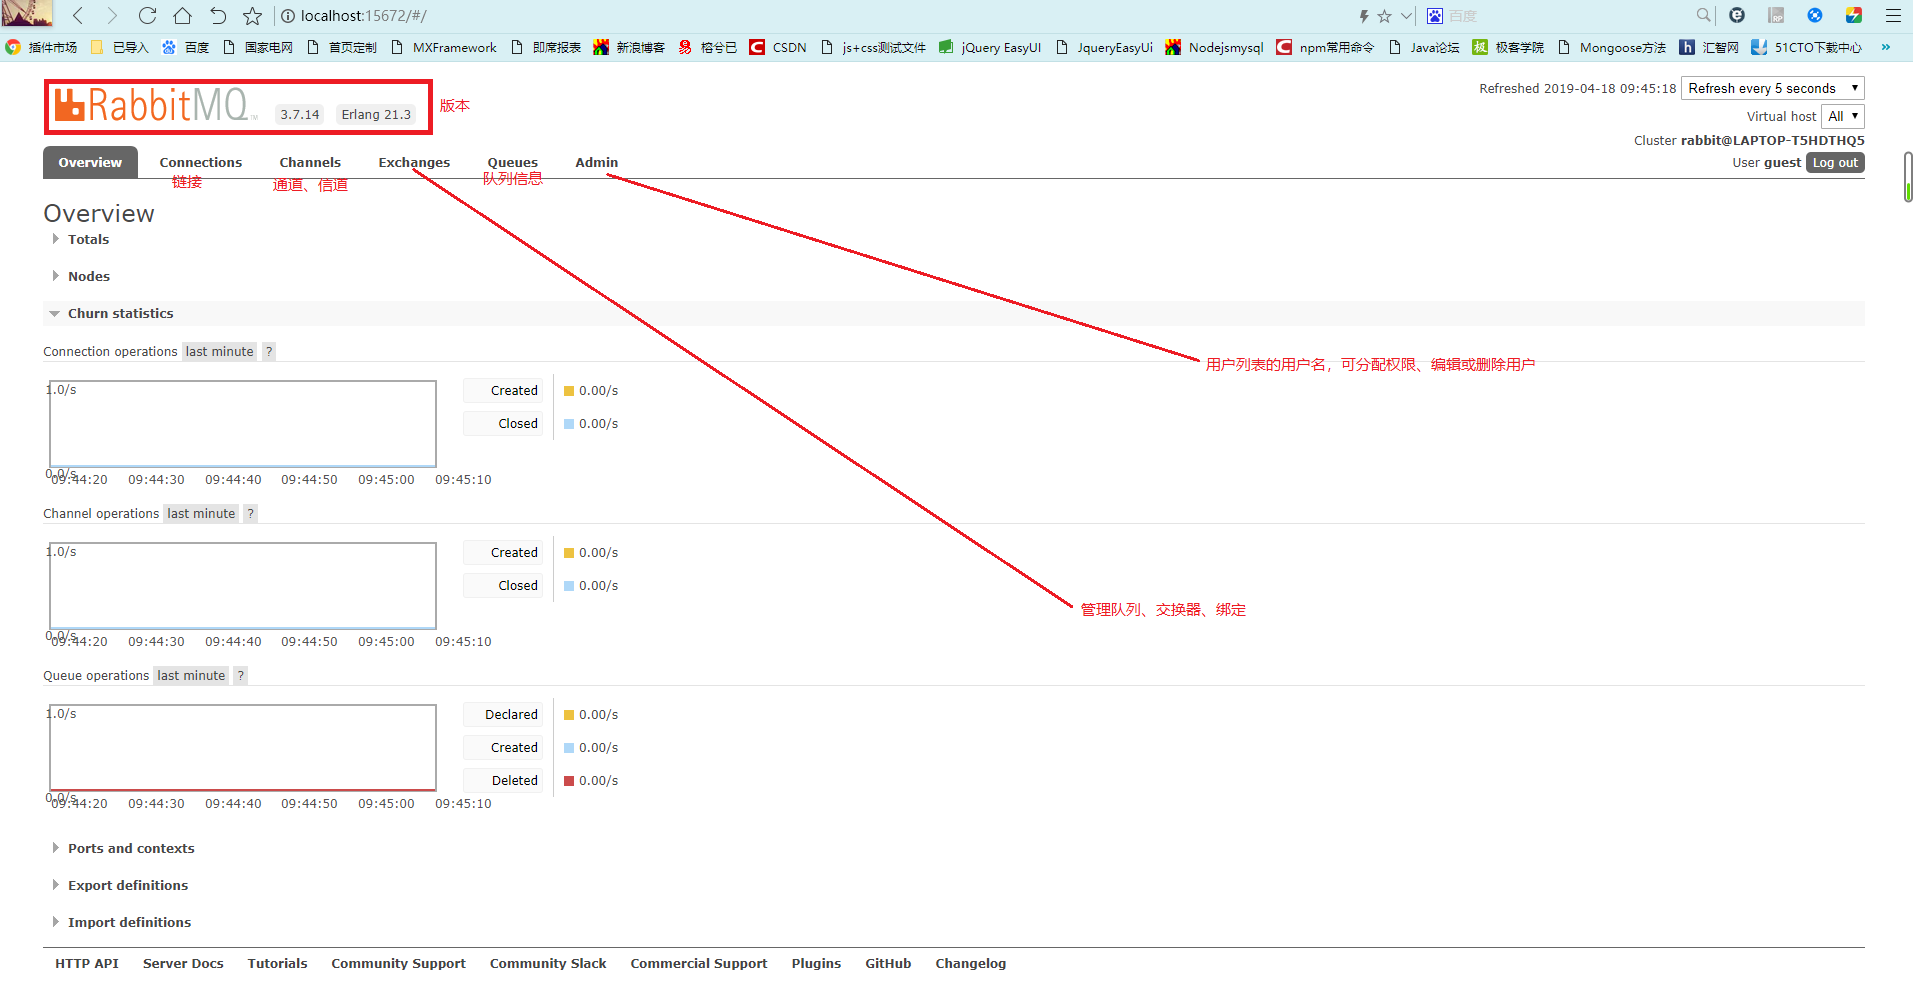 localhost:15672/#/
百度
插件市场 已导入 百度 国家电网 首页定制 MXFramework 即席报表 新浪博客 榕兮已 CSDN js+css测试文件 jQuery EasyUI JqueryEasyUi Nodejsmysql npm常用命令 Java论坛 极客学院 Mongoose方法 汇智网 51CTO下载中心 »
RabbitMQ TM 3.7.14 Erlang 21.3 版本
Refreshed 2019-04-18 09:45:18 Refresh every 5 seconds
Virtual host All
Cluster rabbit@LAPTOP-T5HDTHQ5
User guest Log out
Overview Connections Channels Exchanges Queues Admin
链接 通道、信道 队列信息
Overview
Totals
Nodes
Churn statistics
Connection operations last minute ?
用户列表的用户名，可分配权限、编辑或删除用户
1.0/s
Created 0.00/s
Closed 0.00/s
0.0/s
09:44:20 09:44:30 09:44:40 09:44:50 09:45:00 09:45:10
Channel operations last minute ?
1.0/s
Created 0.00/s
Closed 0.00/s
管理队列、交换器、绑定
0.0/s
09:44:20 09:44:30 09:44:40 09:44:50 09:45:00 09:45:10
Queue operations last minute ?
1.0/s
Declared 0.00/s
Created 0.00/s
Deleted 0.00/s
0.0/s
09:44:20 09:44:30 09:44:40 09:44:50 09:45:00 09:45:10
Ports and contexts
Export definitions
Import definitions
HTTP API Server Docs Tutorials Community Support Community Slack Commercial Support Plugins GitHub Changelog